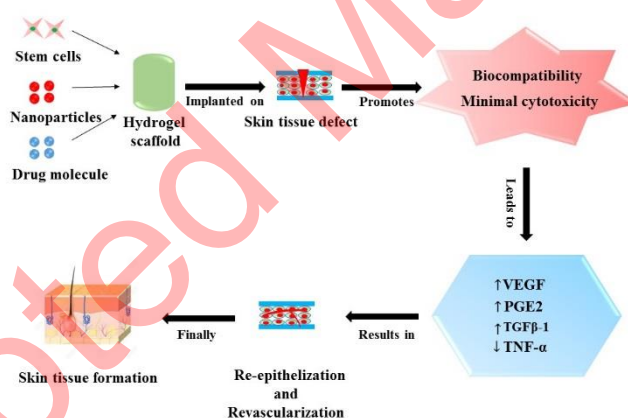 Stem cells
Nanoparticles
Drug molecule
Hydrogel
scaffold
Implanted on
Skin tissue defect
Promotes
Biocompatibility
Minimal cytotoxicity
Leads to
↑VEGF
↑PGE2
↑TGFβ-1
↓TNF-α
Results in
Re-epithelization
and
Revascularization
Finally
Skin tissue formation